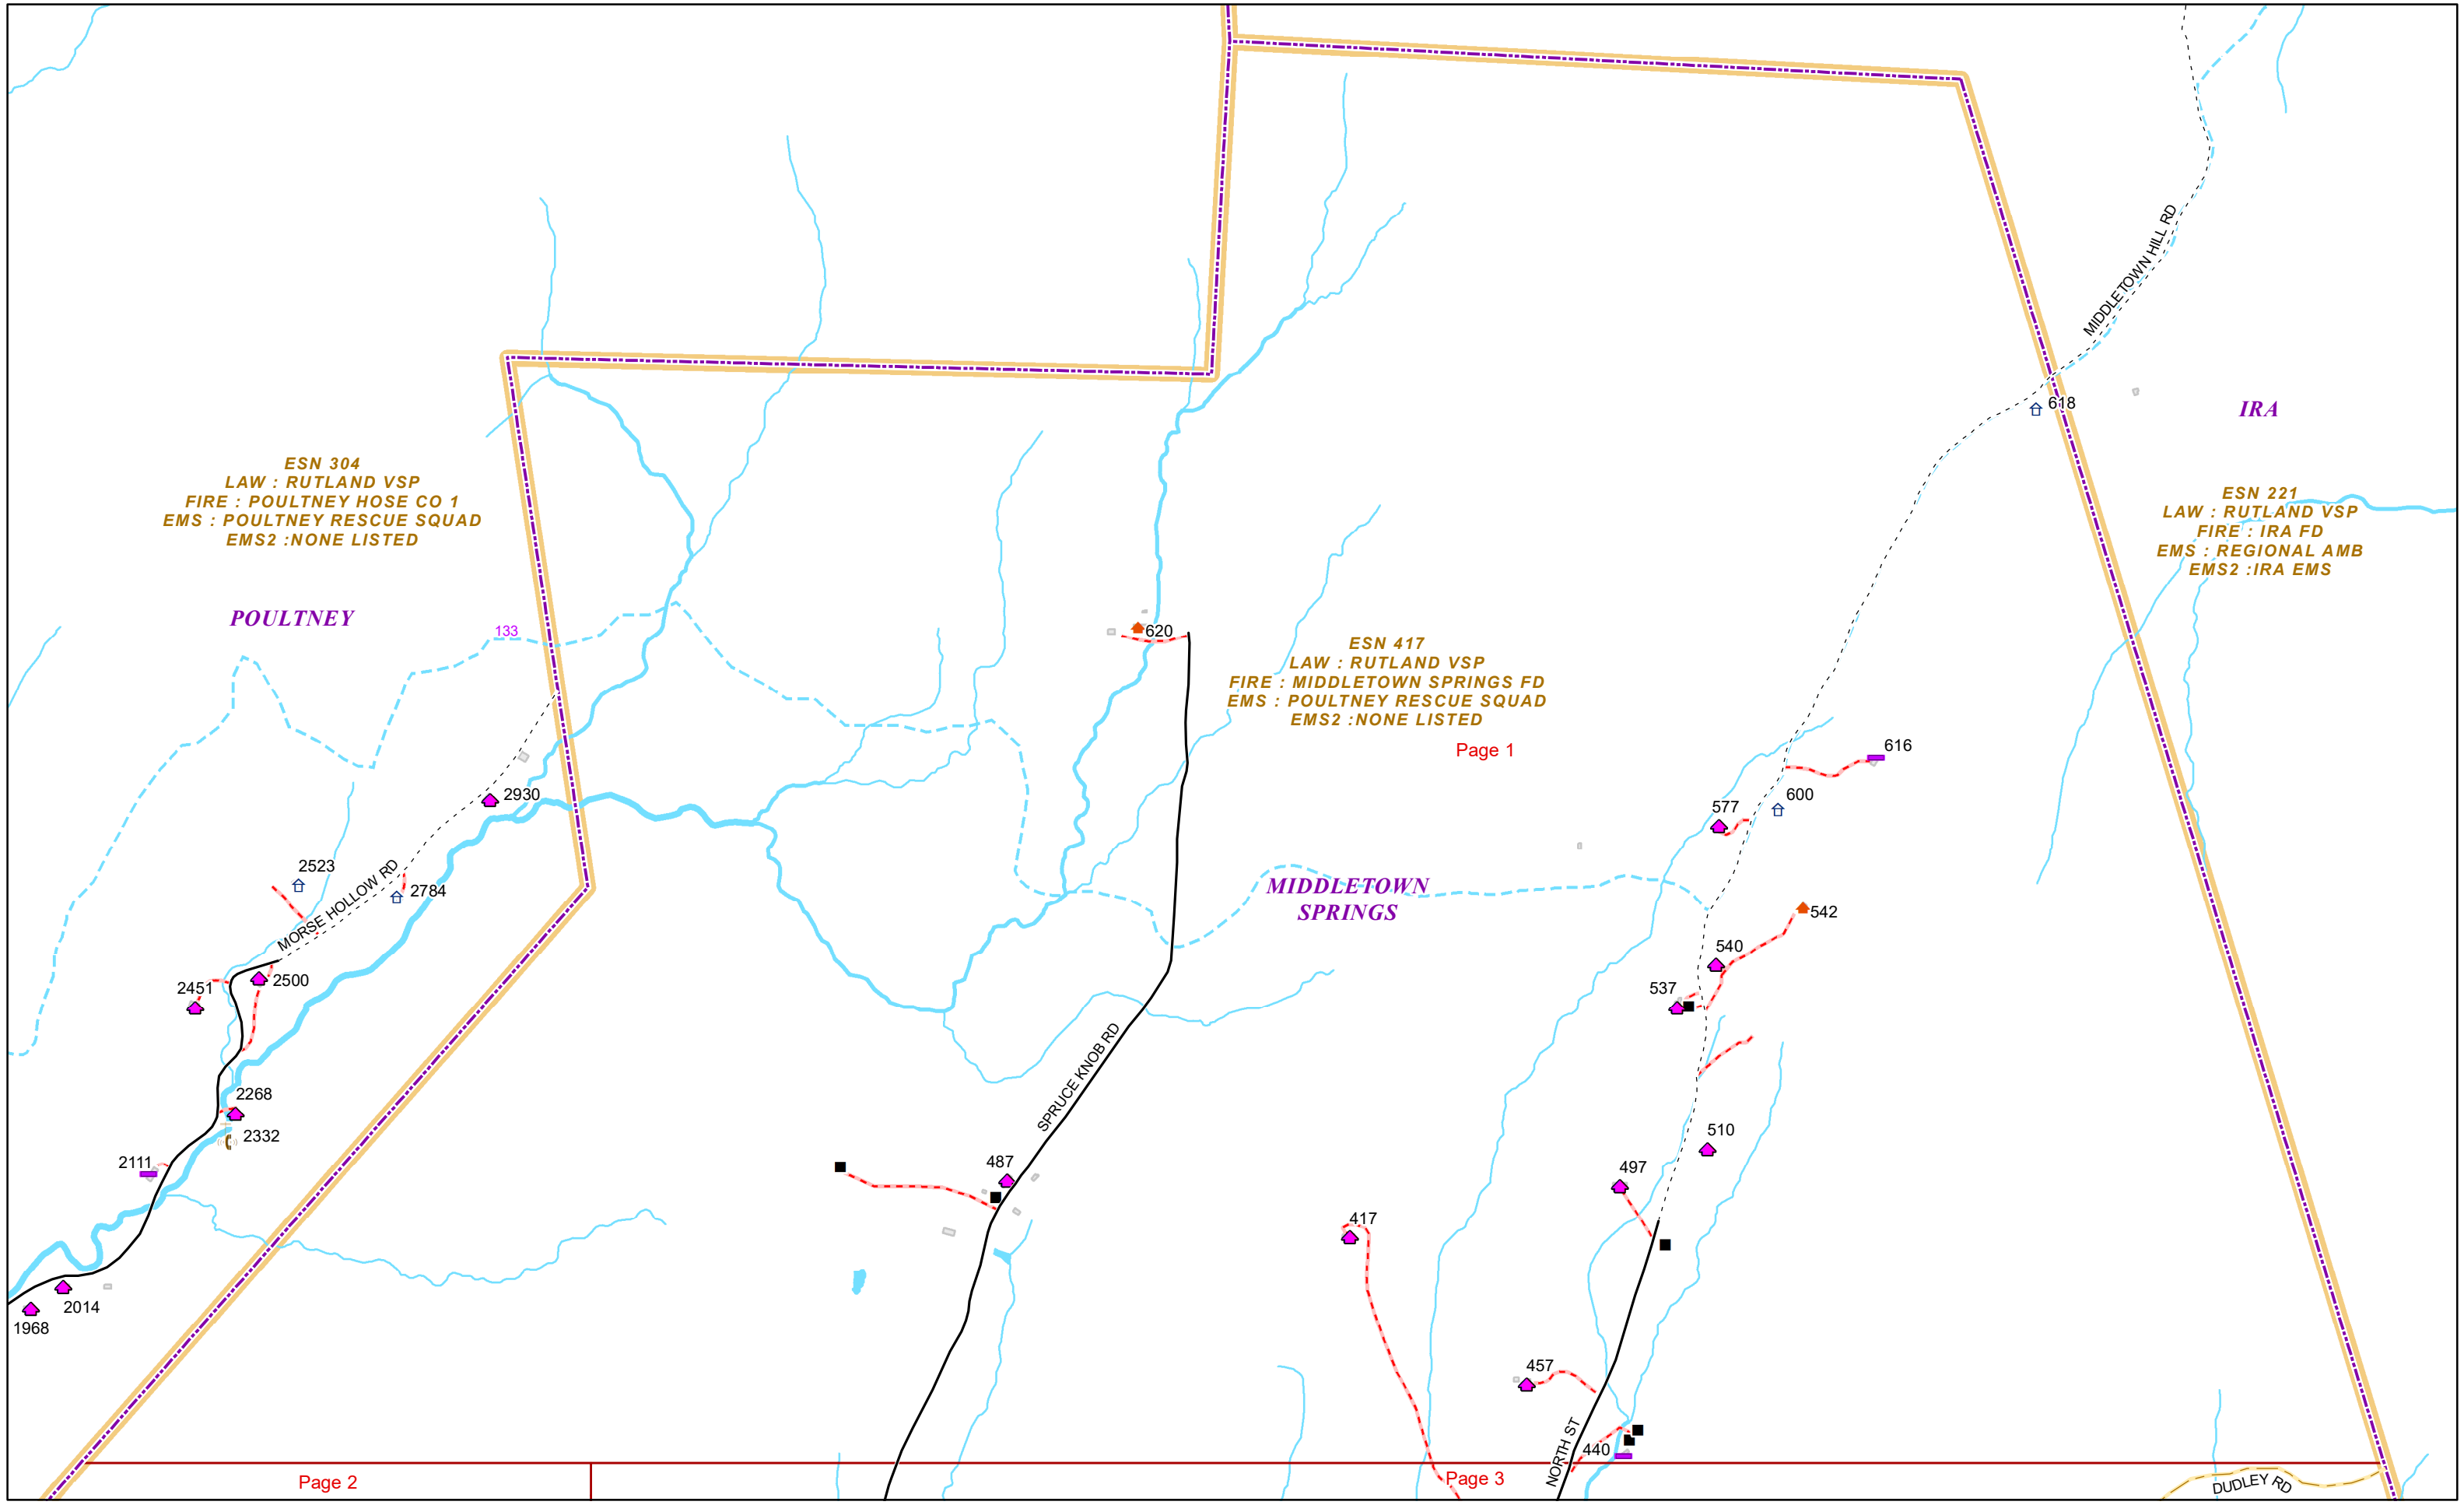 MIDDLETOWN HILL RD
618
IRA
ESN 304
LAW : RUTLAND VSP
FIRE : POULTNEY HOSE CO 1
EMS : POULTNEY RESCUE SQUAD
EMS2 :NONE LISTED
ESN 221
LAW : RUTLAND VSP
FIRE : IRA FD
EMS : REGIONAL AMB
EMS2 :IRA EMS
POULTNEY
133
620
ESN 417
LAW : RUTLAND VSP
FIRE : MIDDLETOWN SPRINGS FD
EMS : POULTNEY RESCUE SQUAD
EMS2 :NONE LISTED
Page 1
616
2930
600
577
2523
2784
MORSE HOLLOW RD
MIDDLETOWN
SPRINGS
542
540
2451
2500
537
SPRUCE KNOB RD
2268
2332
510
2111
487
497
417
2014
1968
457
NORTH ST
440
Page 2
Page 3
DUDLEY RD